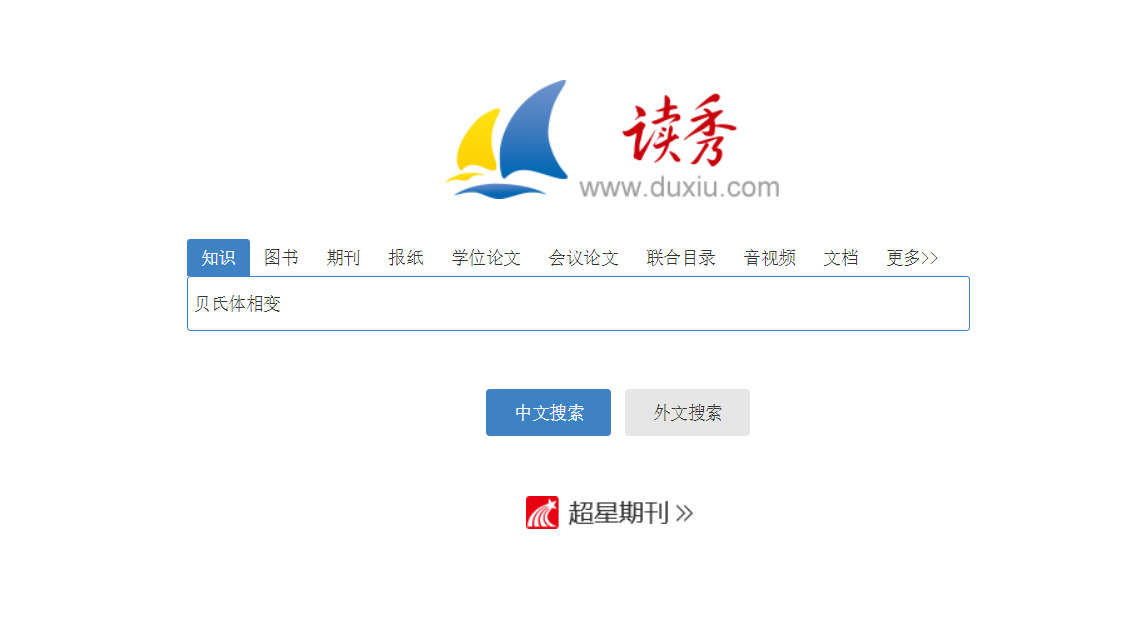 读秀
www.duxiu.com
知识 图书 期刊 报纸 学位论文 会议论文 联合目录 音视频 文档 更多>>
贝氏体相变
中文搜索 外文搜索
超星期刊 >>